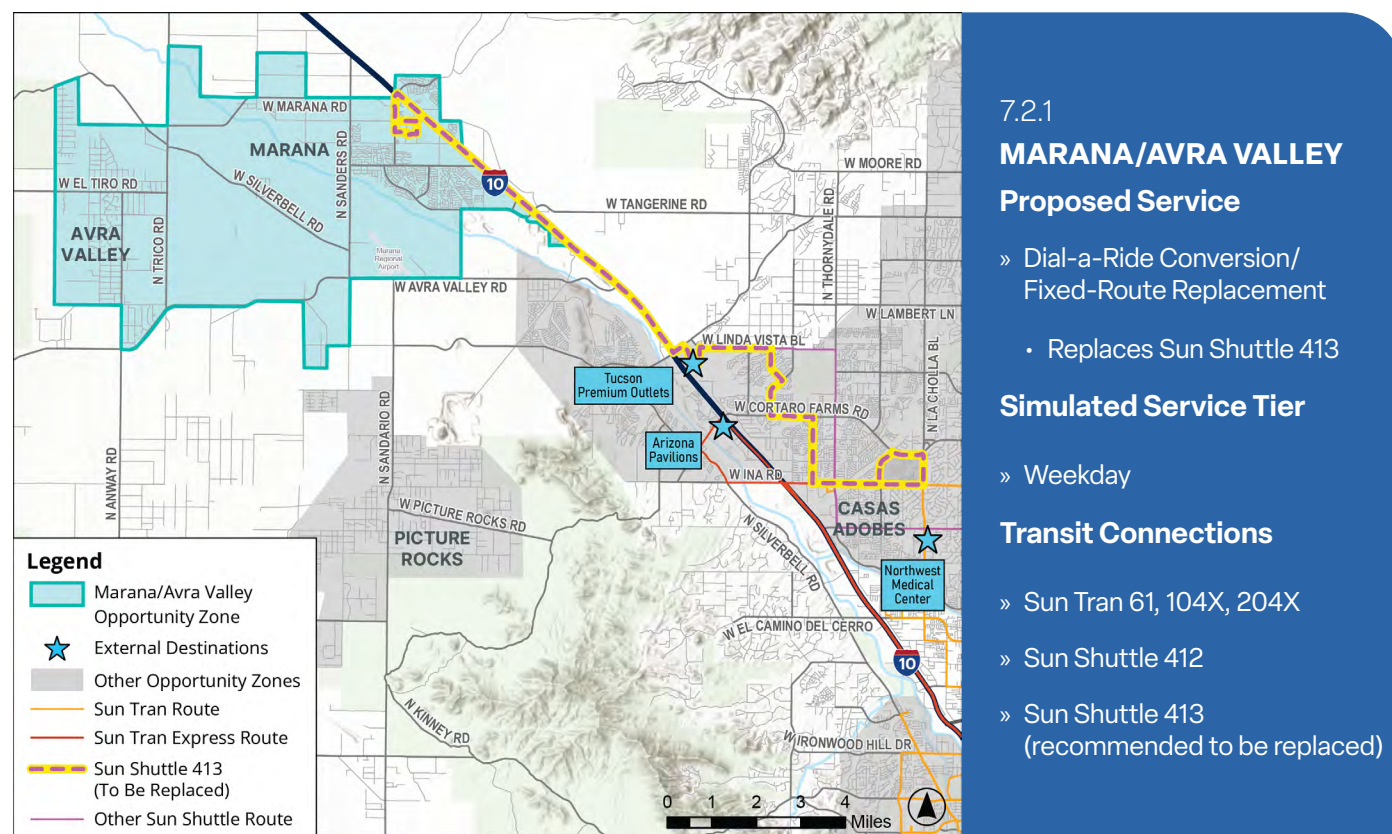 W MARANA RD
MARANA
N SANDERS RD
W EL TIRO RD
W SILVERBELL RD
AVRA
VALLEY
N TRICO RD
Marana
Regional
Airport
10
W MOORE RD
W TANGERINE RD
N THORNYDALE RD
W AVRA VALLEY RD
W LAMBERT LN
W LINDA VISTA BL
N LA CHOLLA BL
Tucson
Premium Outlets
W CORTARO FARMS RD
Arizona
Pavilions
W INA RD
N SANDARIO RD
N ANWAY RD
W PICTURE ROCKS RD
PICTURE
ROCKS
CASAS
ADOBES
N SILVERBELL RD
Northwest
Medical
Center
W EL CAMINO DEL CERRO
10
N KINNEY RD
W IRONWOOD HILL DR
0 1 2 3 4
Miles
Legend
Marana/Avra Valley
Opportunity Zone
External Destinations
Other Opportunity Zones
Sun Tran Route
Sun Tran Express Route
Sun Shuttle 413
(To Be Replaced)
Other Sun Shuttle Route
7.2.1
MARANA/AVRA VALLEY
Proposed Service
» Dial-a-Ride Conversion/
Fixed-Route Replacement
• Replaces Sun Shuttle 413
Simulated Service Tier
» Weekday
Transit Connections
» Sun Tran 61, 104X, 204X
» Sun Shuttle 412
» Sun Shuttle 413
(recommended to be replaced)